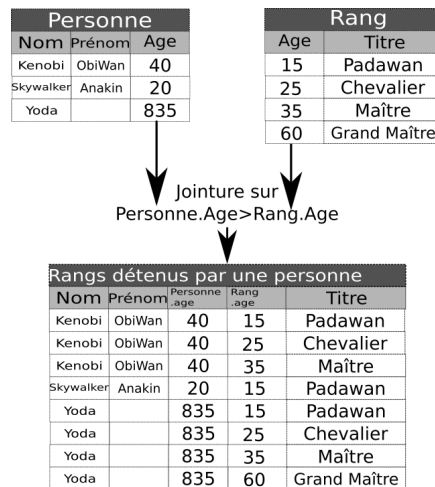 Personne
Nom Prénom Age
Kenobi ObiWan 40
Skywalker Anakin 20
Yoda 835
Rang
Age Titre
15 Padawan
25 Chevalier
35 Maître
60 Grand Maître
Jointure sur
Personne.Age>Rang.Age
Rangs détenus par une personne
Nom Prénom Personne.age Rang.age Titre
Kenobi ObiWan 40 15 Padawan
Kenobi ObiWan 40 25 Chevalier
Kenobi ObiWan 40 35 Maître
Skywalker Anakin 20 15 Padawan
Yoda 835 15 Padawan
Yoda 835 25 Chevalier
Yoda 835 35 Maître
Yoda 835 60 Grand Maître